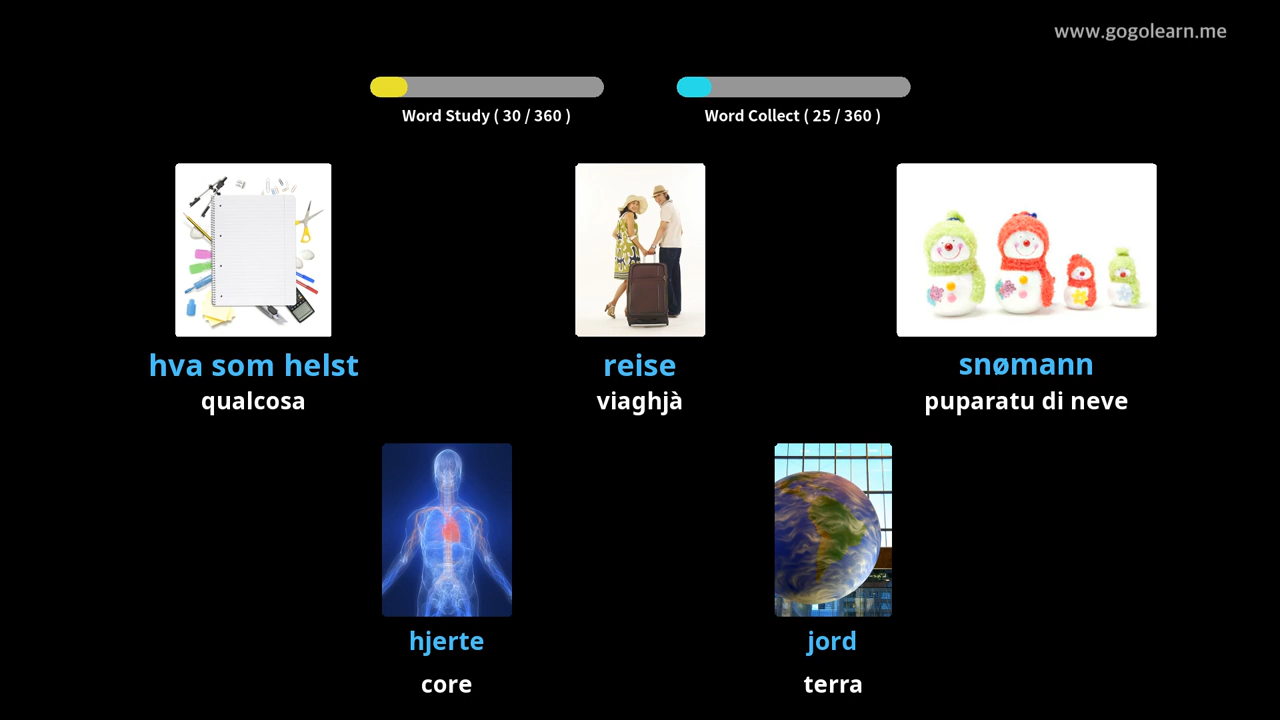 www.gogolearn.me
Word Study ( 30 / 360 )
Word Collect ( 25 / 360 )
hva som helst
qualcosa
reise
viaghjà
snømann
puparatu di neve
hjerte
core
jord
terra